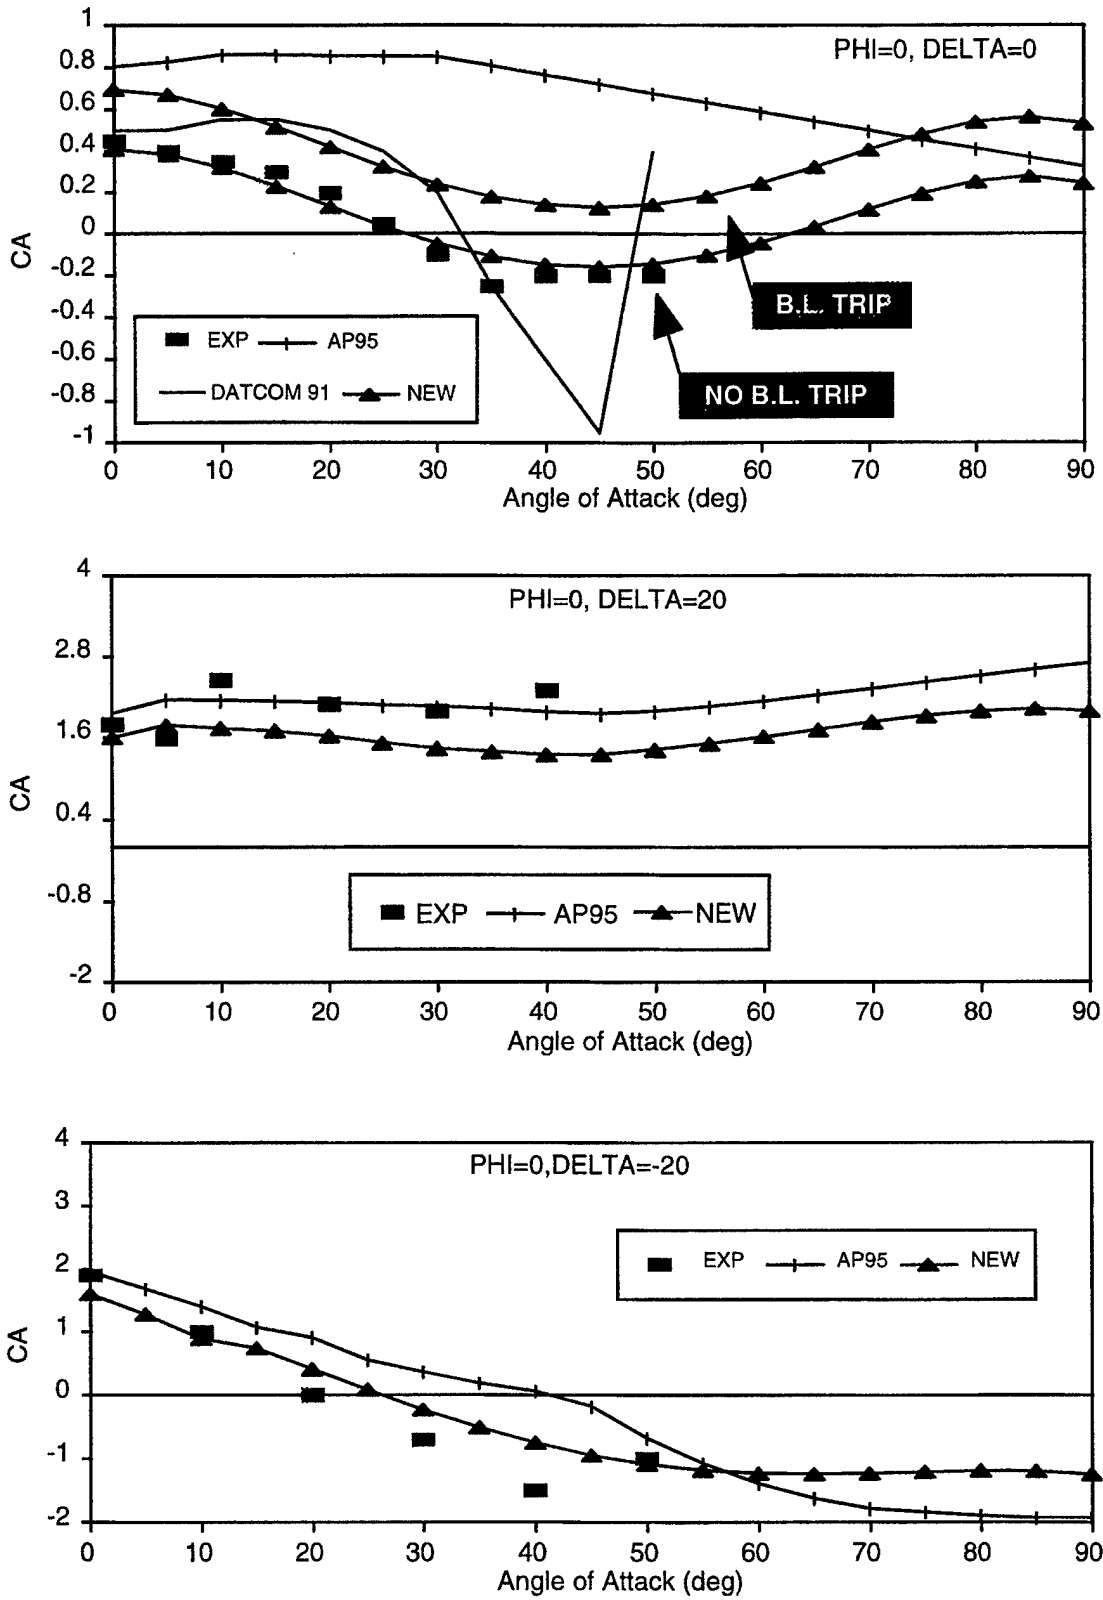 1
PHI=0, DELTA=0
0.8
0.6
0.4
0.2
0
CA
-0.2
-0.4
-0.6
-0.8
-1
EXP AP95
DATCOM 91 NEW
B.L. TRIP
NO B.L. TRIP
0 10 20 30 40 50 60 70 80 90
Angle of Attack (deg)
4
PHI=0, DELTA=20
2.8
1.6
CA
0.4
-0.8
-2
EXP AP95 NEW
0 10 20 30 40 50 60 70 80 90
Angle of Attack (deg)
4
PHI=0,DELTA=-20
3
2
1
CA
0
-1
-2
EXP AP95 NEW
0 10 20 30 40 50 60 70 80 90
Angle of Attack (deg)